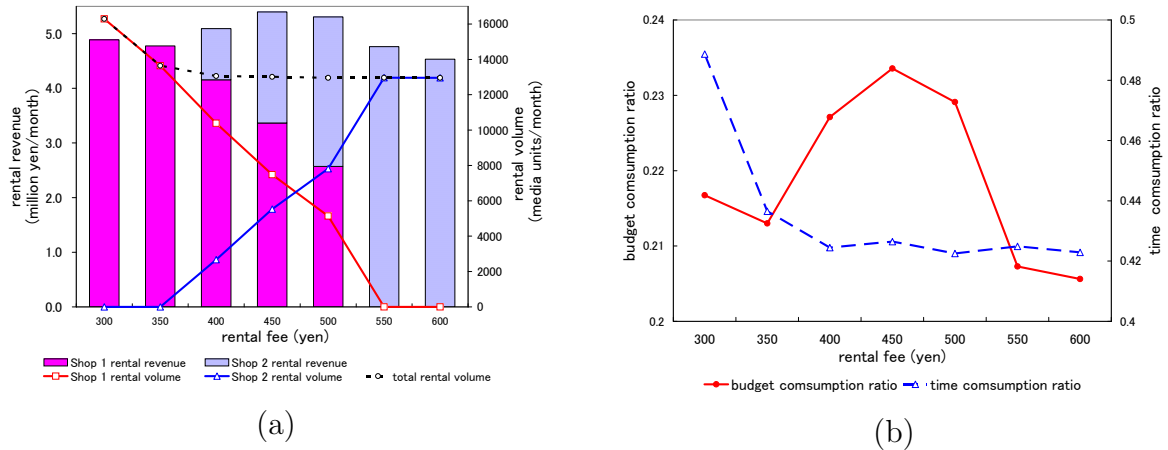 5.0
4.0
3.0
2.0
1.0
0.0
rental revenue
(million yen/month)
16000
14000
12000
10000
8000
6000
4000
2000
0
rental volume
(media units/month)
300 350 400 450 500 550 600
rental fee (yen)
Shop 1 rental revenue Shop 2 rental revenue
Shop 1 rental volume Shop 2 rental volume total rental volume
(a)
0.24
0.23
0.22
0.21
0.2
budget comsumption ratio
0.5
0.48
0.46
0.44
0.42
0.4
time comsumption ratio
300 350 400 450 500 550 600
rental fee (yen)
budget comsumption ratio time comsumption ratio
(b)